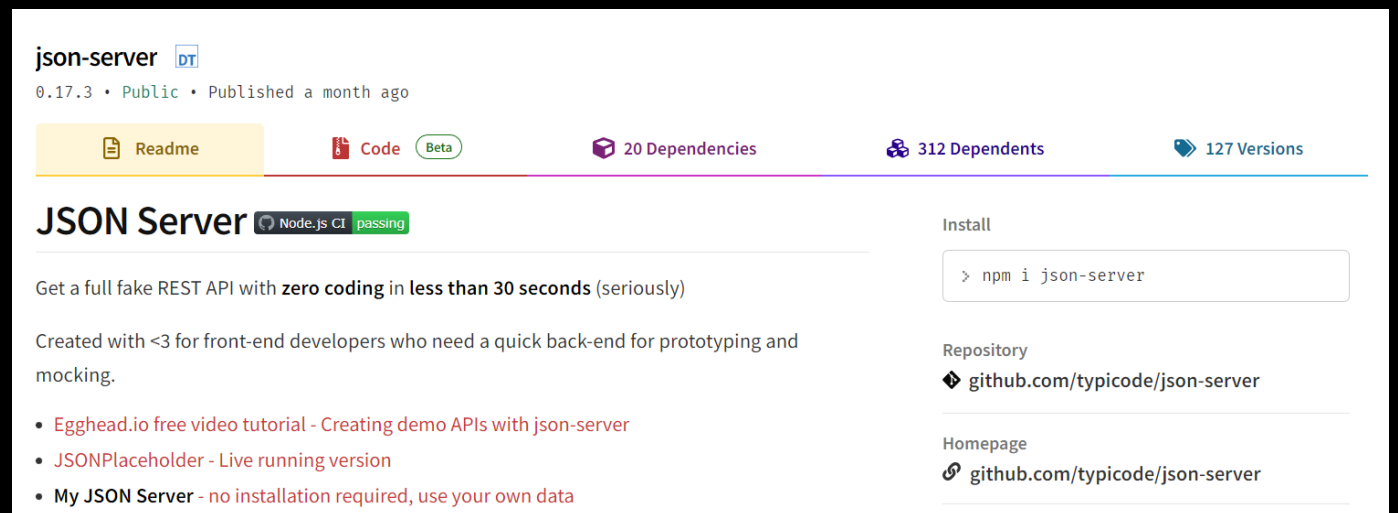 json-server DT
0.17.3 • Public • Published a month ago
Readme
Code Beta
20 Dependencies
312 Dependents
127 Versions
JSON Server Node.js CI passing
Get a full fake REST API with zero coding in less than 30 seconds (seriously)
Created with <3 for front-end developers who need a quick back-end for prototyping and
mocking.
• Egghead.io free video tutorial - Creating demo APIs with json-server
• JSONPlaceholder - Live running version
• My JSON Server - no installation required, use your own data
Install
> npm i json-server
Repository
github.com/typicode/json-server
Homepage
github.com/typicode/json-server